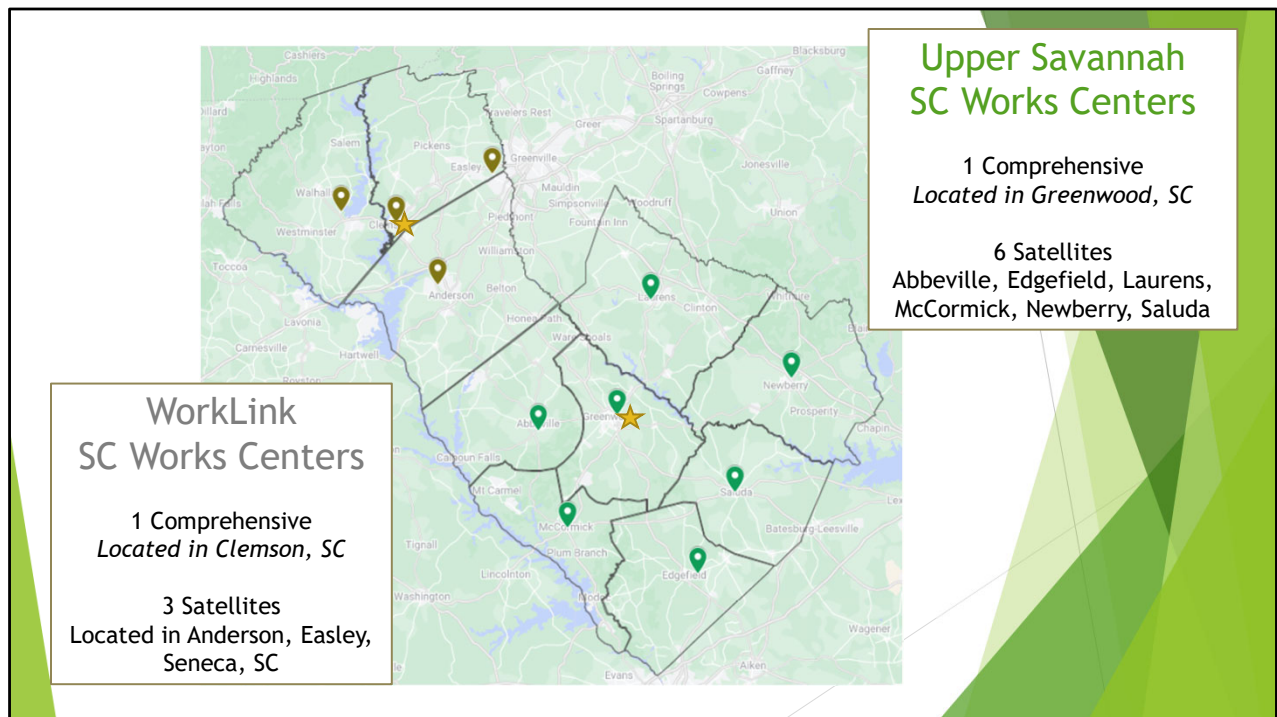 Upper Savannah
SC Works Centers
1 Comprehensive
Located in Greenwood, SC
6 Satellites
Abbeville, Edgefield, Laurens,
McCormick, Newberry, Saluda
WorkLink
SC Works Centers
1 Comprehensive
Located in Clemson, SC
3 Satellites
Located in Anderson, Easley,
Seneca, SC
Cashiers
Highlands
Blacksburg
Gaffney
Boiling
Springs
Cowpens
Dillard
Travelers Rest
Greer
Spartanburg
Salem
Pickens
Easley
Greenville
Jonesville
Walhalla
Mauldin
Simpsonville
Woodruff
Union
Westminster
Piedmont
Fountain Inn
Toccoa
Williamston
Belton
Anderson
Laurens
Clinton
Whitmire
Lavonia
Honea Path
Ware Shoals
Carnesville
Hartwell
Royston
Newberry
Prosperity
Greenwood
Abbeville
Chapin
Calhoun Falls
Mt Carmel
Saluda
McCormick
Batesburg-Leesville
Tignall
Plum Branch
Lincolnton
Edgefield
Washington
Modoc
Wagener
Aiken
Evans